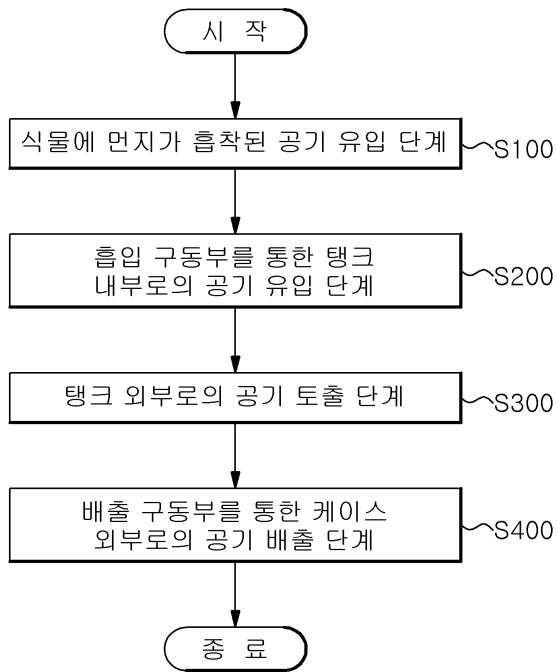 시 작
식물에 먼지가 흡착된 공기 유입 단계
S100
흡입 구동부를 통한 탱크
내부로의 공기 유입 단계
S200
탱크 외부로의 공기 토출 단계
S300
배출 구동부를 통한 케이스
외부로의 공기 배출 단계
S400
종 료